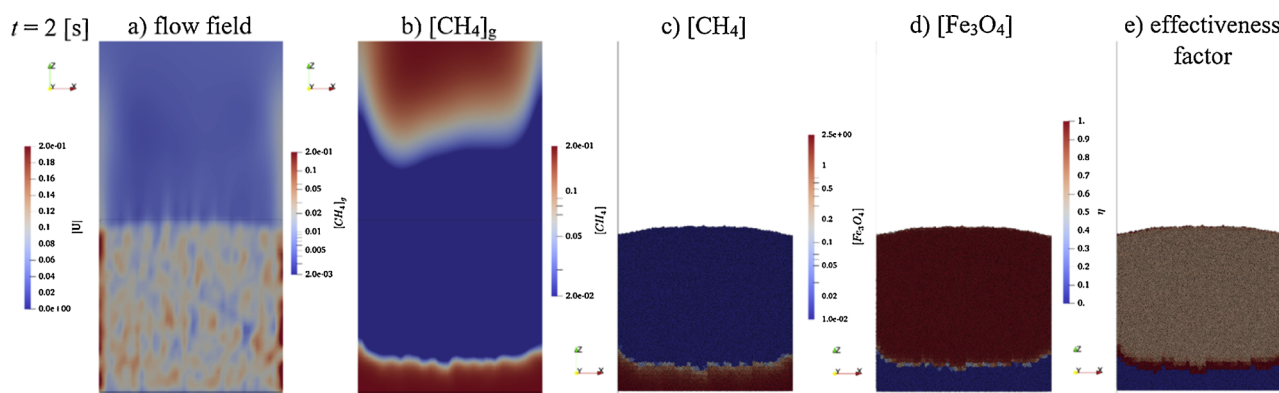 t = 2 [s]
a) flow field
b) [CH4]g
c) [CH4]
d) [Fe3O4]
e) effectiveness
factor
Z
Y
X
2.0e-01
0.18
0.16
0.14
0.12
0.1
0.08
0.06
0.04
0.02
0.0e+00
|U|
Z
Y
X
2.0e-01
0.1
0.05
0.02
0.01
0.005
2.0e-03
[CH4]g
2.0e-01
0.1
0.05
2.0e-02
[CH4]
Z
Y
X
2.5e+00
1
0.5
0.2
0.1
0.05
0.02
1.0e-02
[Fe3O4]
Z
Y
X
1.
0.9
0.8
0.7
0.6
0.5
0.4
0.3
0.2
0.1
0.
η
Z
Y
X